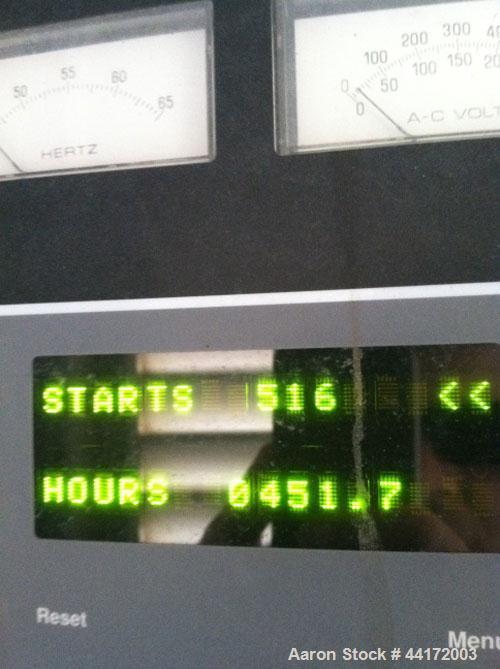 50 55 60 65
HERTZ
100 200 300
0 50 100 150
0
A-C VOLT
STARTS 516 <<
HOURS 0451.7
Reset
Menu
Aaron Stock # 44172003